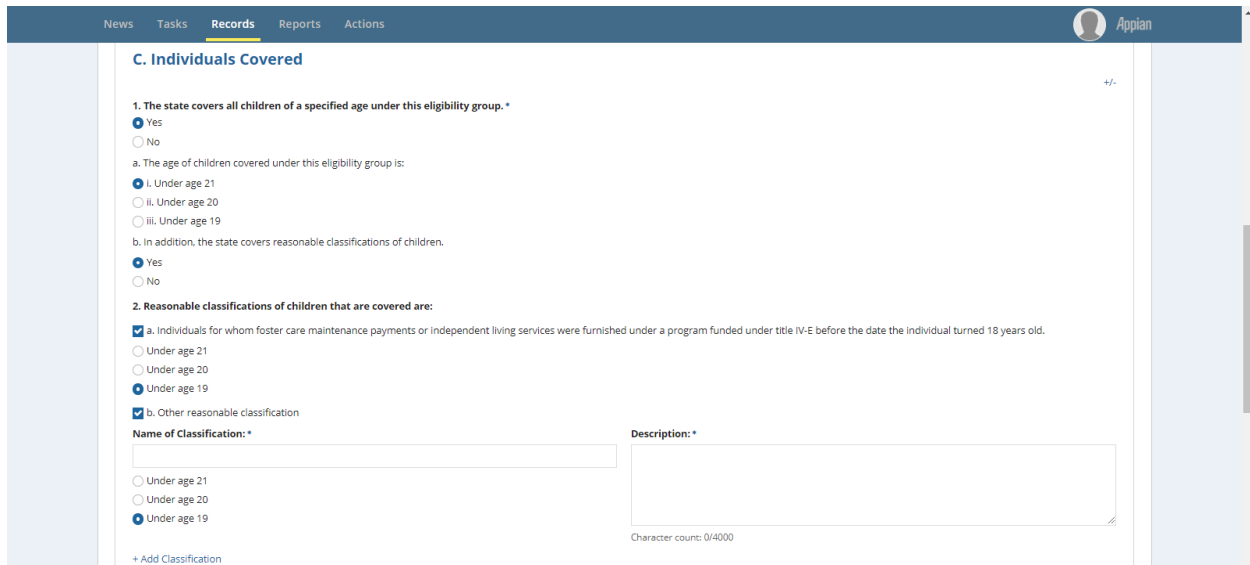 News Tasks Records Reports Actions Appian
C. Individuals Covered
+/-
1. The state covers all children of a specified age under this eligibility group. *
Yes
No
a. The age of children covered under this eligibility group is:
i. Under age 21
ii. Under age 20
iii. Under age 19
b. In addition, the state covers reasonable classifications of children.
Yes
No
2. Reasonable classifications of children that are covered are:
a. Individuals for whom foster care maintenance payments or independent living services were furnished under a program funded under title IV-E before the date the individual turned 18 years old.
Under age 21
Under age 20
Under age 19
b. Other reasonable classification
Name of Classification: *
Under age 21
Under age 20
Under age 19
+ Add Classification
Description: *
Character count: 0/4000